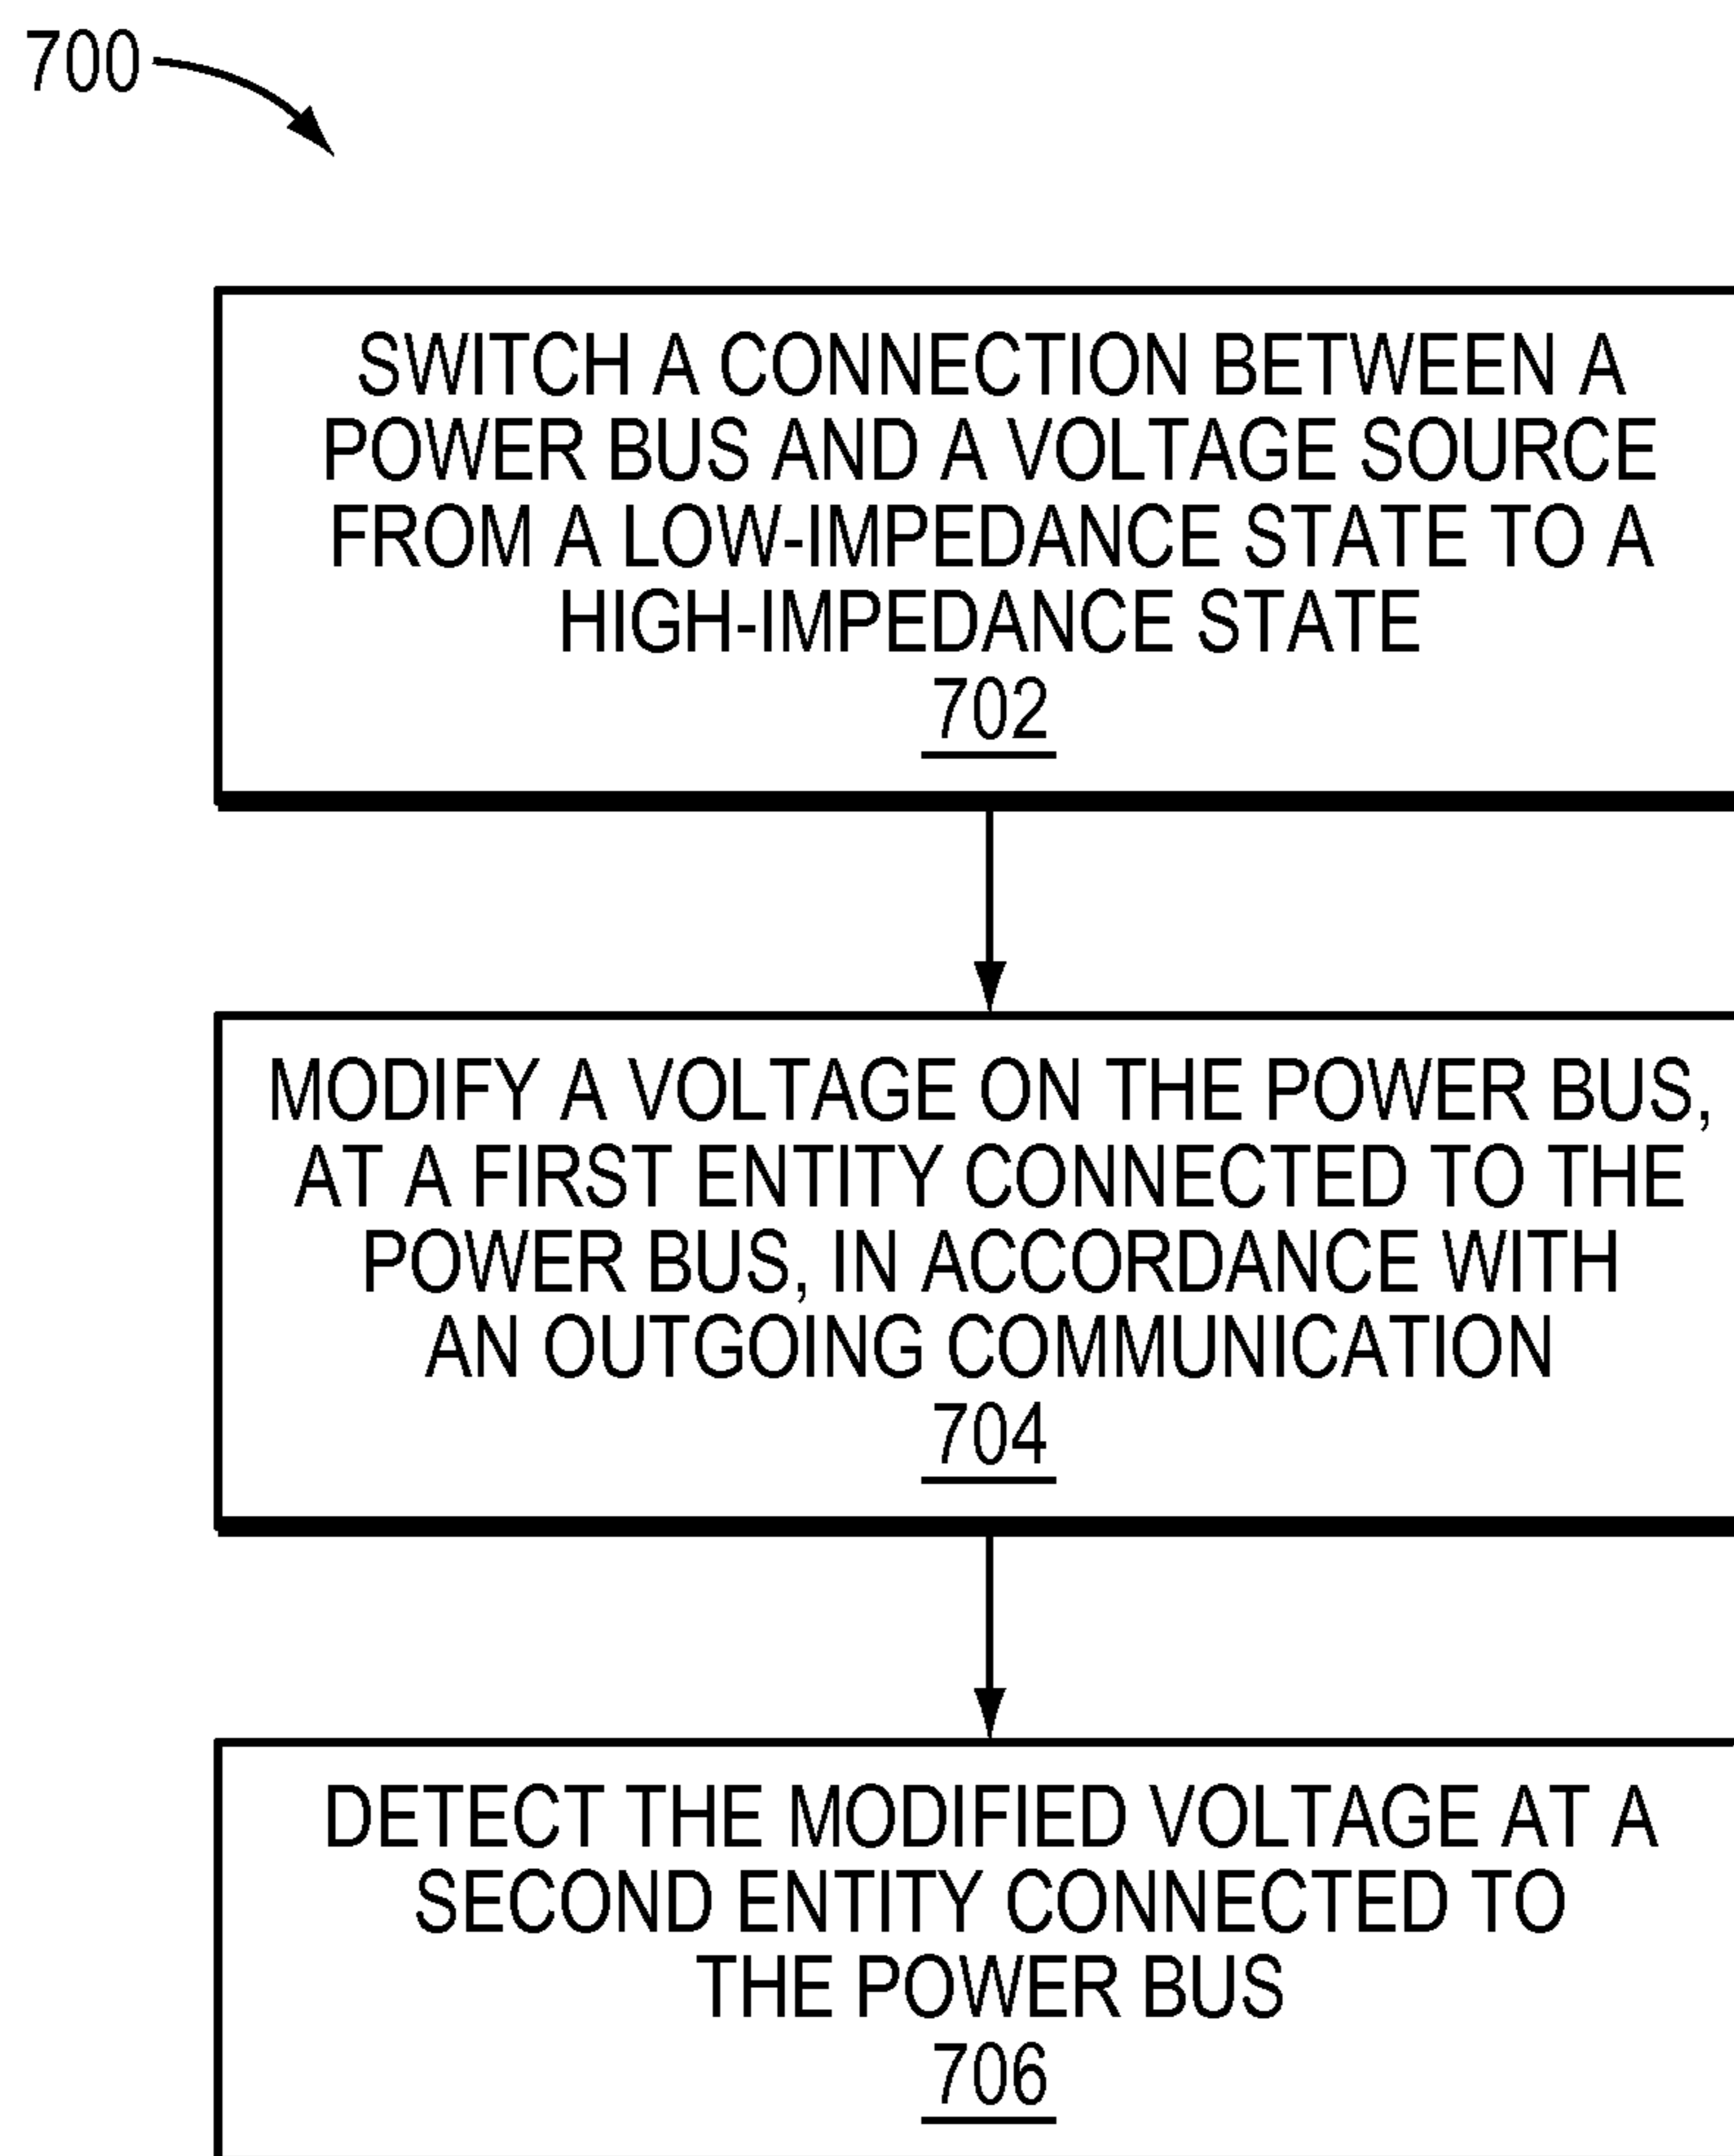 700
SWITCH A CONNECTION BETWEEN A
POWER BUS AND A VOLTAGE SOURCE
FROM A LOW-IMPEDANCE STATE TO A
HIGH-IMPEDANCE STATE
702
MODIFY A VOLTAGE ON THE POWER BUS,
AT A FIRST ENTITY CONNECTED TO THE
POWER BUS, IN ACCORDANCE WITH
AN OUTGOING COMMUNICATION
704
DETECT THE MODIFIED VOLTAGE AT A
SECOND ENTITY CONNECTED TO
THE POWER BUS
706